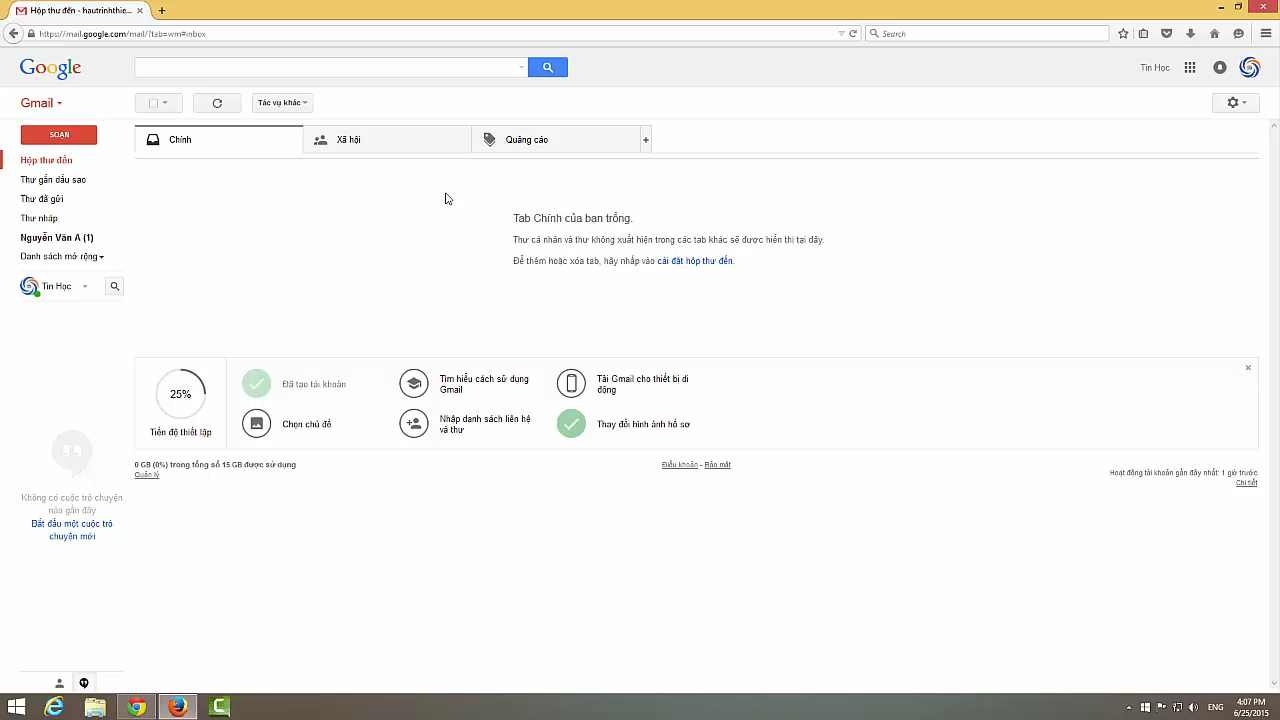 Hộp thư đến - hautrinhthie...
https://mail.google.com/mail/?tab=wm#inbox
Search
Google
Tin Học
Gmail
Tác vụ khác
SOẠN
Chính
Xã hội
Quảng cáo
+
Hộp thư đến
Thư gắn dấu sao
Thư đã gửi
Thư nháp
Nguyễn Văn A (1)
Danh sách mở rộng
Tin Học
Tab Chính của bạn trống.
Thư cá nhân và thư không xuất hiện trong các tab khác sẽ được hiển thị tại đây.
Để thêm hoặc xóa tab, hãy nhấp vào cài đặt hộp thư đến.
25%
Tiến độ thiết lập
Đã tạo tài khoản
Chọn chủ đề
Tìm hiểu cách sử dụng
Gmail
Nhập danh sách liên hệ
và thư
Tải Gmail cho thiết bị di
động
Thay đổi hình ảnh hồ sơ
0 GB (0%) trong tổng số 15 GB được sử dụng
Quản lý
Điều khoản - Bảo mật
Hoạt động tài khoản gần đây nhất: 1 giờ trước
Chi tiết
Không có cuộc trò chuyện
nào gần đây
Bắt đầu một cuộc trò
chuyện mới
ENG
4:07 PM
6/25/2015